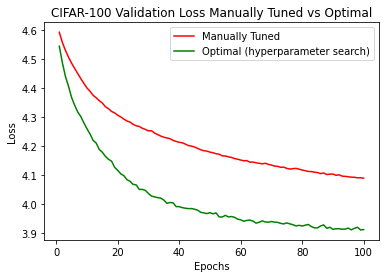 CIFAR-100 Validation Loss Manually Tuned vs Optimal
Manually Tuned
Optimal (hyperparameter search)
Loss
4.6
4.5
4.4
4.3
4.2
4.1
4.0
3.9
0
20
40
60
80
100
Epochs